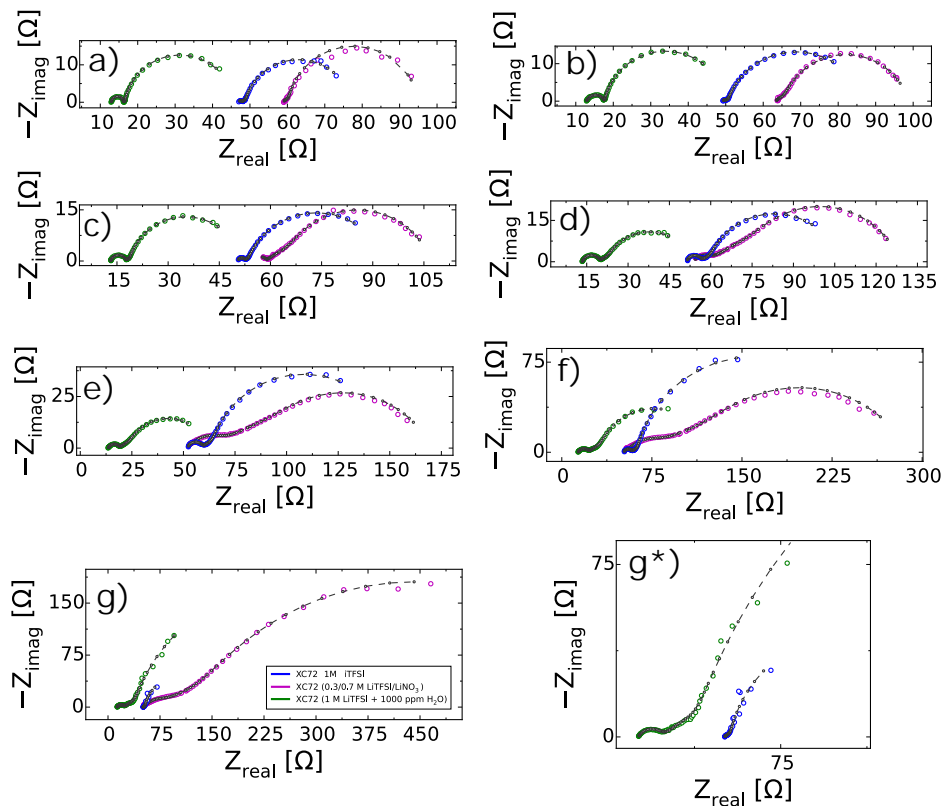 a)
−Z_imag [Ω]
10
0
10 20 30 40 50 60 70 80 90 100
Z_real [Ω]
b)
−Z_imag [Ω]
10
0
10 20 30 40 50 60 70 80 90 100
Z_real [Ω]
c)
−Z_imag [Ω]
15
0
15 30 45 60 75 90 105
Z_real [Ω]
d)
−Z_imag [Ω]
15
0
15 30 45 60 75 90 105 120 135
Z_real [Ω]
e)
−Z_imag [Ω]
25
0
0 25 50 75 100 125 150 175
Z_real [Ω]
f)
−Z_imag [Ω]
75
0
0 75 150 225 300
Z_real [Ω]
g)
−Z_imag [Ω]
150
75
0
0 75 150 225 300 375 450
Z_real [Ω]
XC72 1M iTFSI
XC72 (0.3/0.7 M LiTFSI/LiNO₃)
XC72 (1 M LiTFSI + 1000 ppm H₂O)
g*)
−Z_imag [Ω]
75
0
75
Z_real [Ω]